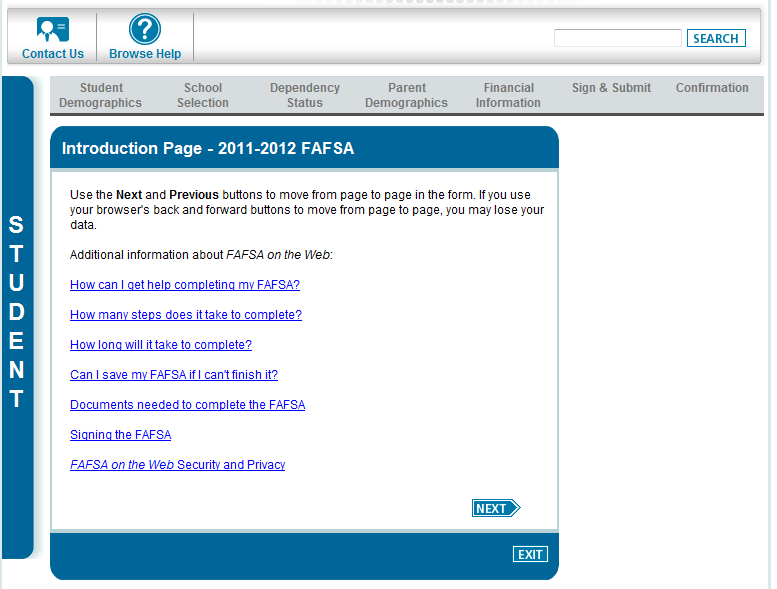 Contact Us
Browse Help
SEARCH
Student Demographics
School Selection
Dependency Status
Parent Demographics
Financial Information
Sign & Submit
Confirmation
STUDENT
Introduction Page - 2011-2012 FAFSA
Use the Next and Previous buttons to move from page to page in the form. If you use
your browser's back and forward buttons to move from page to page, you may lose your
data.
Additional information about FAFSA on the Web:
How can I get help completing my FAFSA?
How many steps does it take to complete?
How long will it take to complete?
Can I save my FAFSA if I can't finish it?
Documents needed to complete the FAFSA
Signing the FAFSA
FAFSA on the Web Security and Privacy
NEXT
EXIT